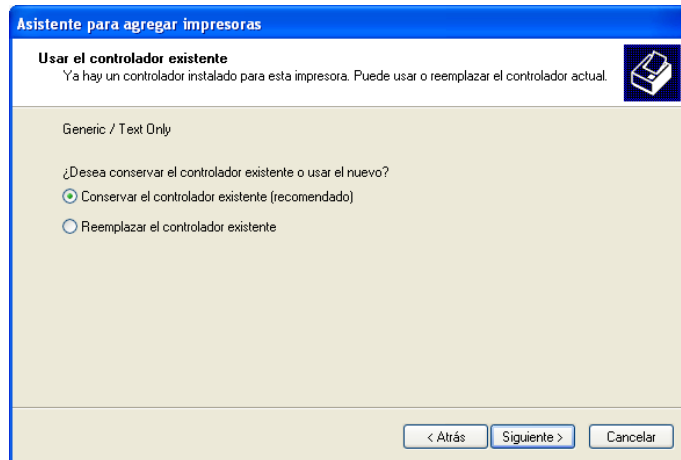 Asistente para agregar impresoras
Usar el controlador existente
Ya hay un controlador instalado para esta impresora. Puede usar o reemplazar el controlador actual.
Generic / Text Only
¿Desea conservar el controlador existente o usar el nuevo?
Conservar el controlador existente (recomendado)
Reemplazar el controlador existente
< Atrás Siguiente > Cancelar